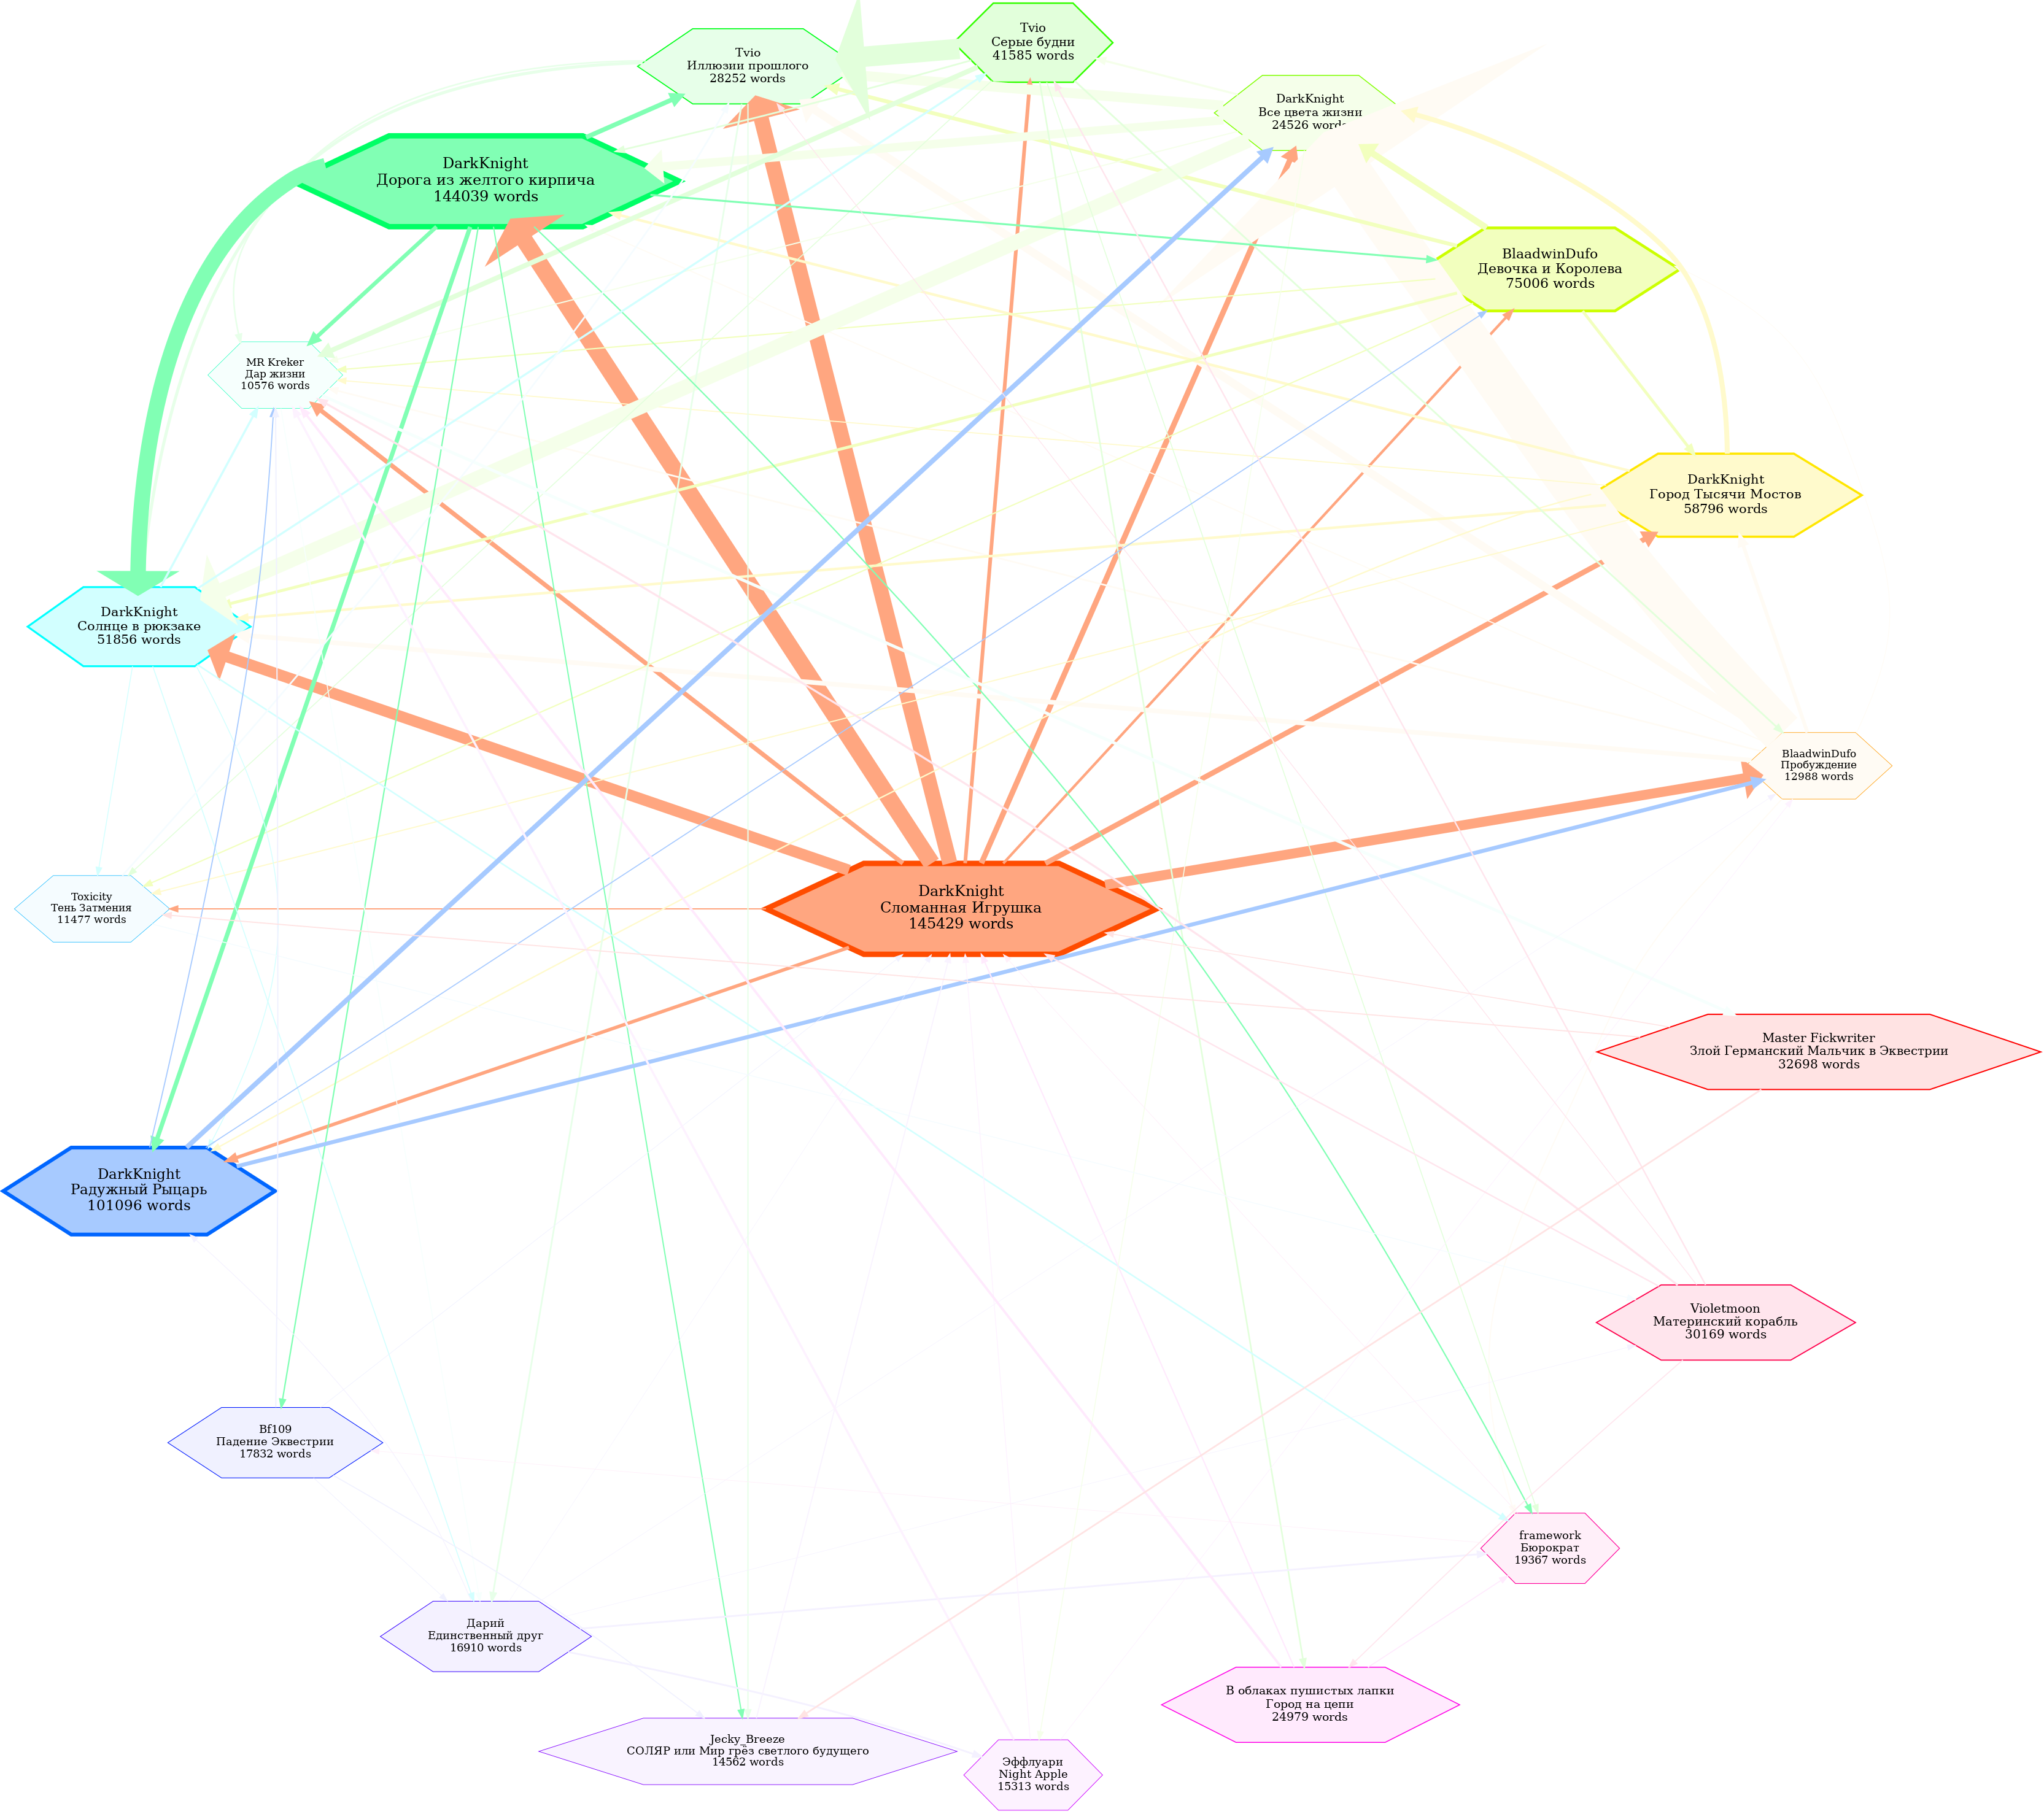 Tvio
Серые будни
41585 words
Tvio
Иллюзии прошлого
28252 words
DarkKnight
Все цвета жизни
24526 words
DarkKnight
Дорога из желтого кирпича
144039 words
BlaadwinDufo
Девочка и Королева
75006 words
MR Kreker
Дар жизни
10576 words
DarkKnight
Город Тысячи Мостов
58796 words
DarkKnight
Солнце в рюкзаке
51856 words
BlaadwinDufo
Пробуждение
12988 words
Toxicity
Тень Затмения
11477 words
DarkKnight
Сломанная Игрушка
145429 words
Master Fickwriter
Злой Германский Мальчик в Эквестрии
32698 words
DarkKnight
Радужный Рыцарь
101096 words
Violetmoon
Материнский корабль
30169 words
Bf109
Падение Эквестрии
17832 words
framework
Бюрократ
19367 words
Дарий
Единственный друг
16910 words
В облаках пушистых лапки
Город на цепи
24979 words
Jecky_Breeze
СОЛЯР или Мир грёз светлого будущего
14562 words
Эффлуари
Night Apple
15313 words